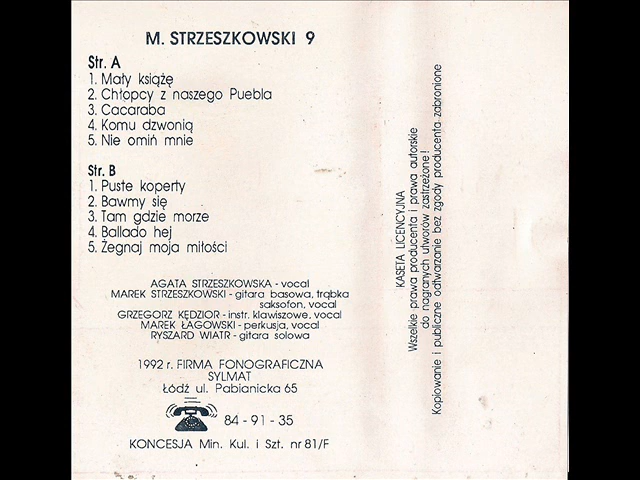 M. STRZESZKOWSKI 9
Str. A
1. Mały książę
2. Chłopcy z naszego Puebla
3. Cacaraba
4. Komu dzwonią
5. Nie omiń mnie
Str. B
1. Puste koperty
2. Bawmy się
3. Tam gdzie morze
4. Ballado hej
5. Żegnaj moja miłości
AGATA STRZESZKOWSKA - vocal
MAREK STRZESZKOWSKI - gitara basowa, trąbka
saksofon, vocal
GRZEGORZ KĘDZIOR - instr. klawiszowe, vocal
MAREK ŁAGOWSKI - perkusja, vocal
RYSZARD WIATR - gitara solowa
1992 r. FIRMA FONOGRAFICZNA
SYLMAT
Łódź ul. Pabianicka 65
84-91-35
KONCESJA Min. Kul. i Szt. nr 81/F
KASETA LICENCYJNA
Wszelkie prawa producenta i prawa autorskie
do nagranych utworów zastrzeżone!
Kopiowanie i publiczne odtwarzanie bez zgody producenta zabronione